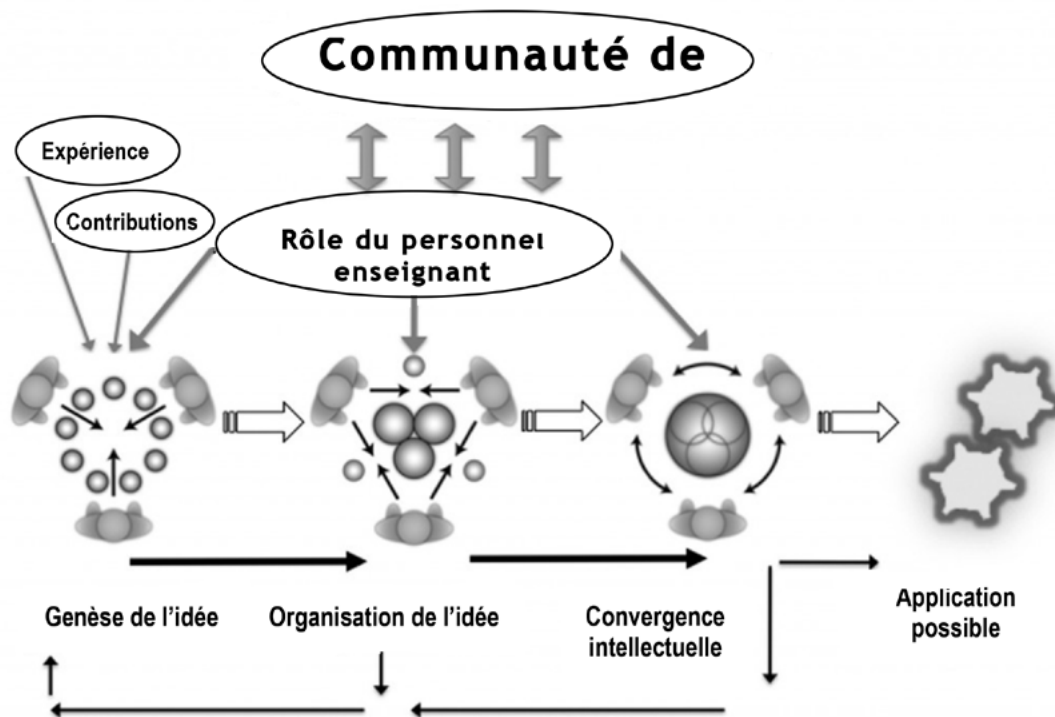 Communauté de
Expérience
Contributions
Rôle du personnel
enseignant
Genèse de l'idée
Organisation de l'idée
Convergence
intellectuelle
Application
possible